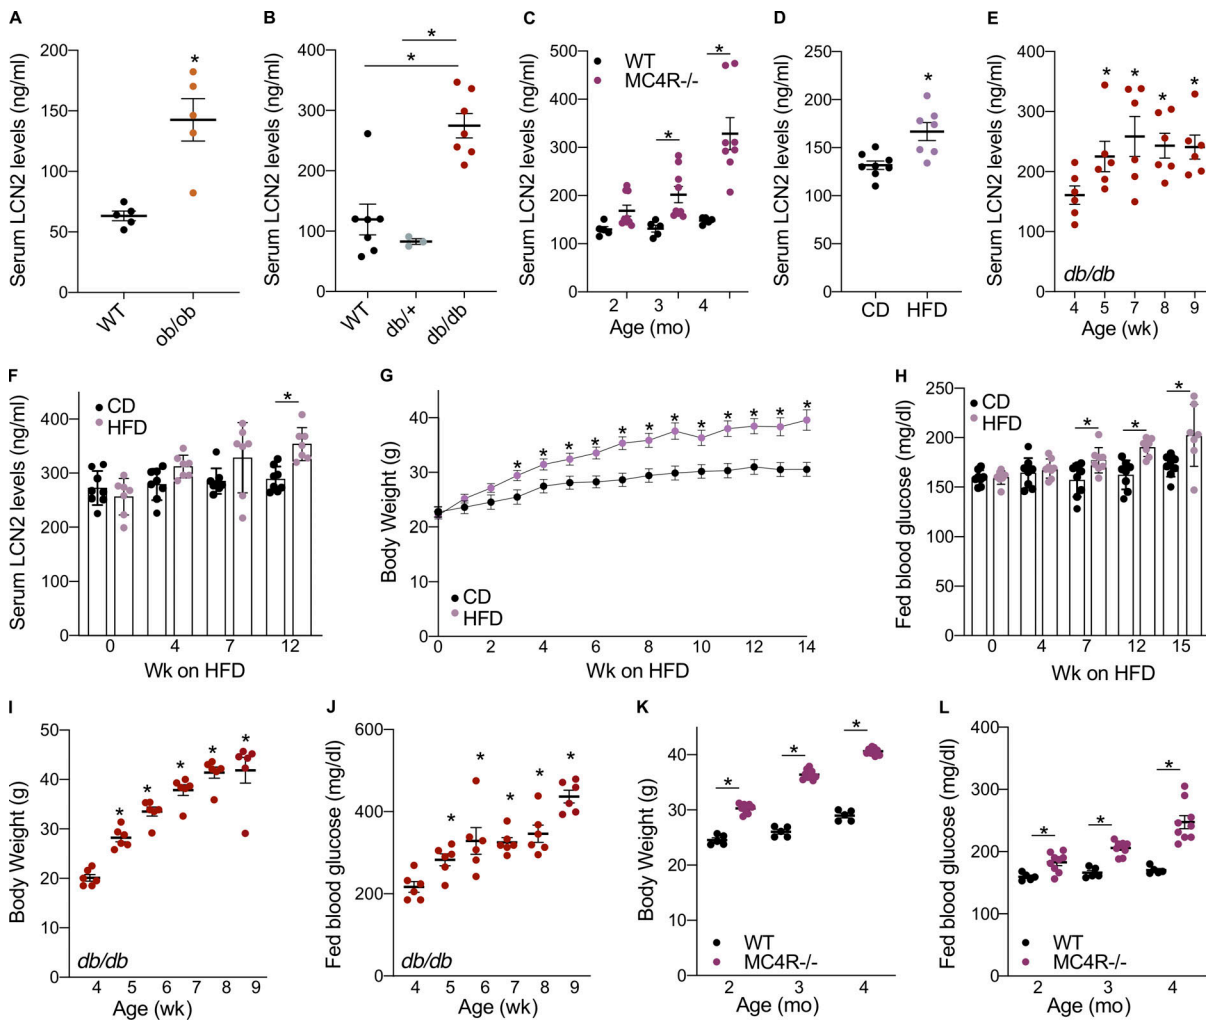 A
Serum LCN2 levels (ng/ml)
200
150
100
50
0
*
WT
ob/ob
B
Serum LCN2 levels (ng/ml)
400
300
200
100
0
*
*
WT
db/+
db/db
C
Serum LCN2 levels (ng/ml)
500
400
300
200
100
0
WT
MC4R-/-
*
*
2 3 4
Age (mo)
D
Serum LCN2 levels (ng/ml)
250
200
150
100
50
0
*
CD HFD
E
Serum LCN2 levels (ng/ml)
400
300
200
100
0
* * * *
db/db
4 5 7 8 9
Age (wk)
F
Serum LCN2 levels (ng/ml)
400
300
200
100
0
CD
HFD
*
0 4 7 12
Wk on HFD
G
Body Weight (g)
40
20
0
* * * * * * * * * * * *
CD
HFD
0 2 4 6 8 10 12 14
Wk on HFD
H
Fed blood glucose (mg/dl)
250
200
150
100
50
0
CD
HFD
* * *
0 4 7 12 15
Wk on HFD
I
Body Weight (g)
50
40
30
20
10
0
* * * * *
db/db
4 5 6 7 8 9
Age (wk)
J
Fed blood glucose (mg/dl)
600
400
200
0
* * * * *
db/db
4 5 6 7 8 9
Age (wk)
K
Body Weight (g)
40
30
20
10
0
* * *
WT
MC4R-/-
2 3 4
Age (mo)
L
Fed blood glucose (mg/dl)
400
300
200
100
0
* * *
WT
MC4R-/-
2 3 4
Age (mo)